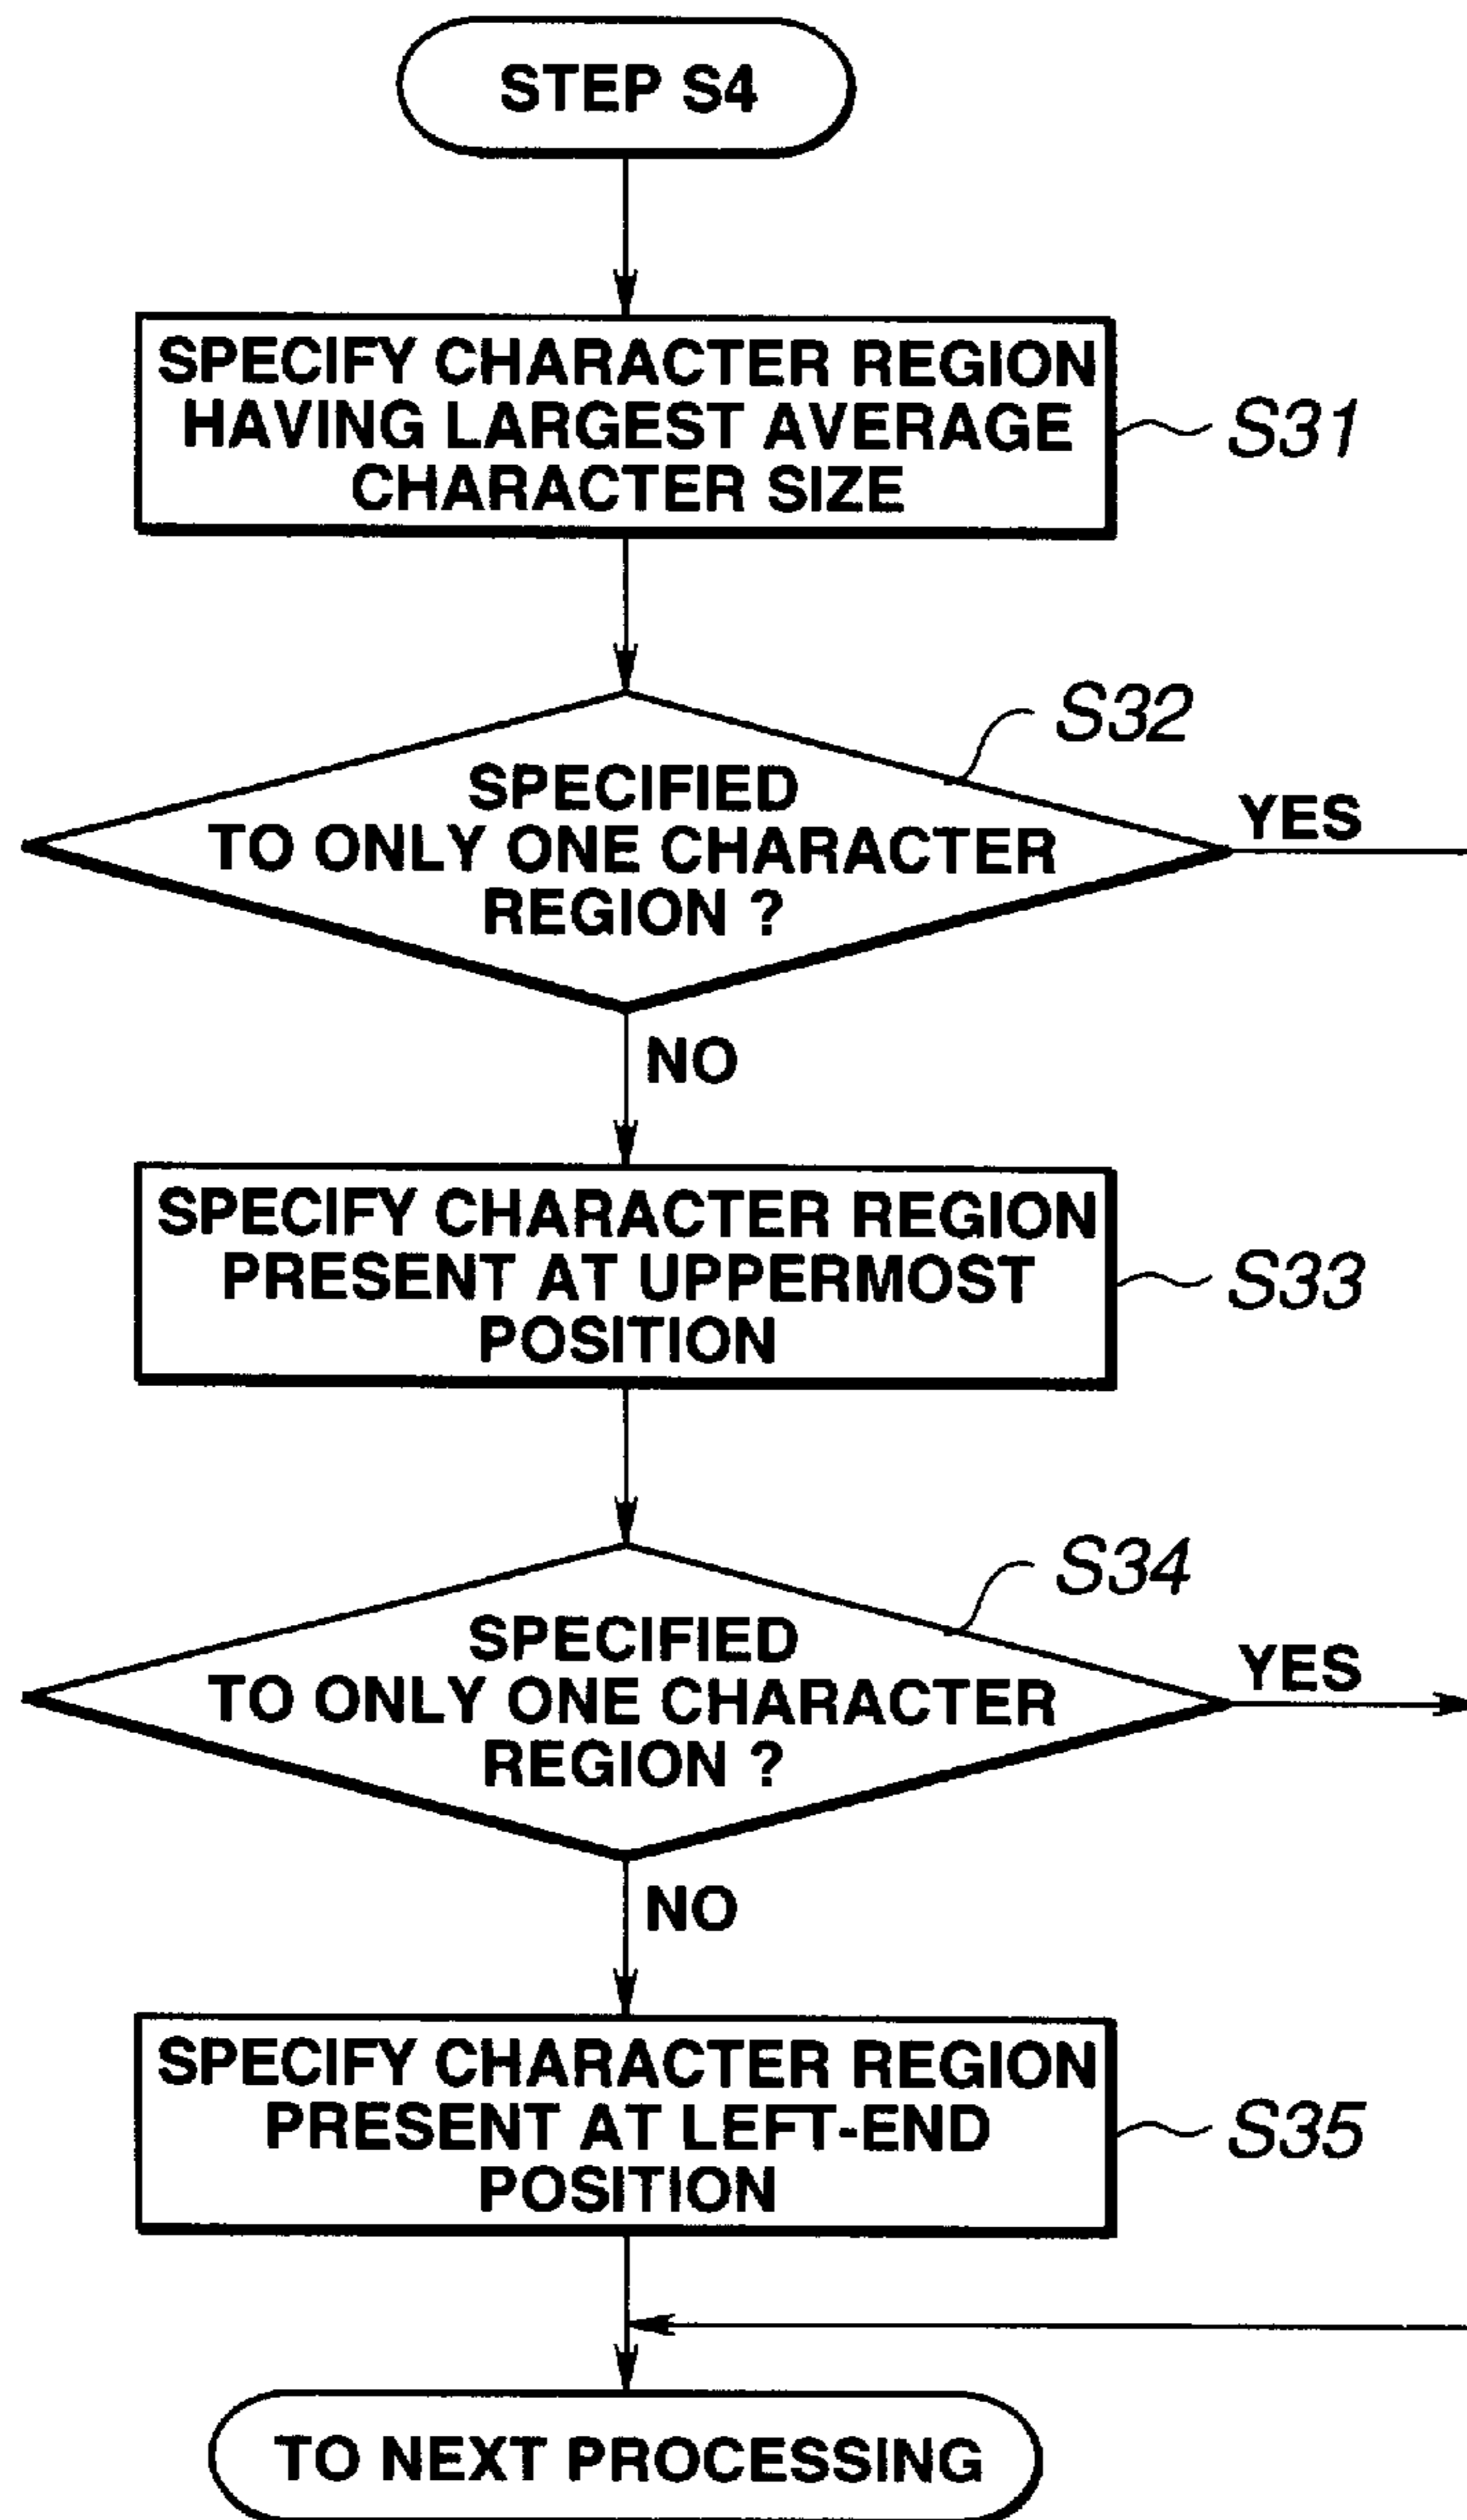 STEP S4
SPECIFY CHARACTER REGION
HAVING LARGEST AVERAGE
CHARACTER SIZE
S31
S32
SPECIFIED
TO ONLY ONE CHARACTER
REGION ?
YES
NO
SPECIFY CHARACTER REGION
PRESENT AT UPPERMOST
POSITION
S33
S34
SPECIFIED
TO ONLY ONE CHARACTER
REGION ?
YES
NO
SPECIFY CHARACTER REGION
PRESENT AT LEFT-END
POSITION
S35
TO NEXT PROCESSING